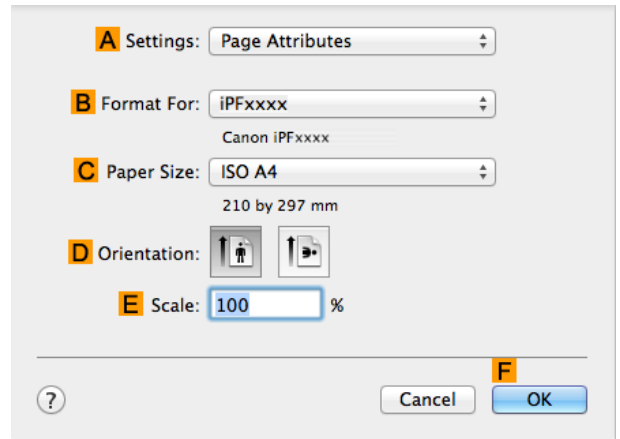 A Settings: Page Attributes
B Format For: iPFxxxx
Canon iPFxxxx
C Paper Size: ISO A4
210 by 297 mm
D Orientation:
E Scale: 100 %
F
? Cancel OK